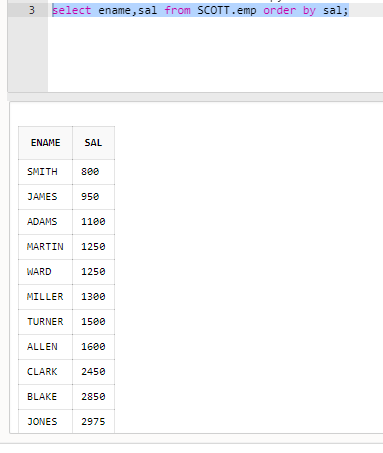 3 select ename,sal from SCOTT.emp order by sal;
ENAME SAL
SMITH 800
JAMES 950
ADAMS 1100
MARTIN 1250
WARD 1250
MILLER 1300
TURNER 1500
ALLEN 1600
CLARK 2450
BLAKE 2850
JONES 2975